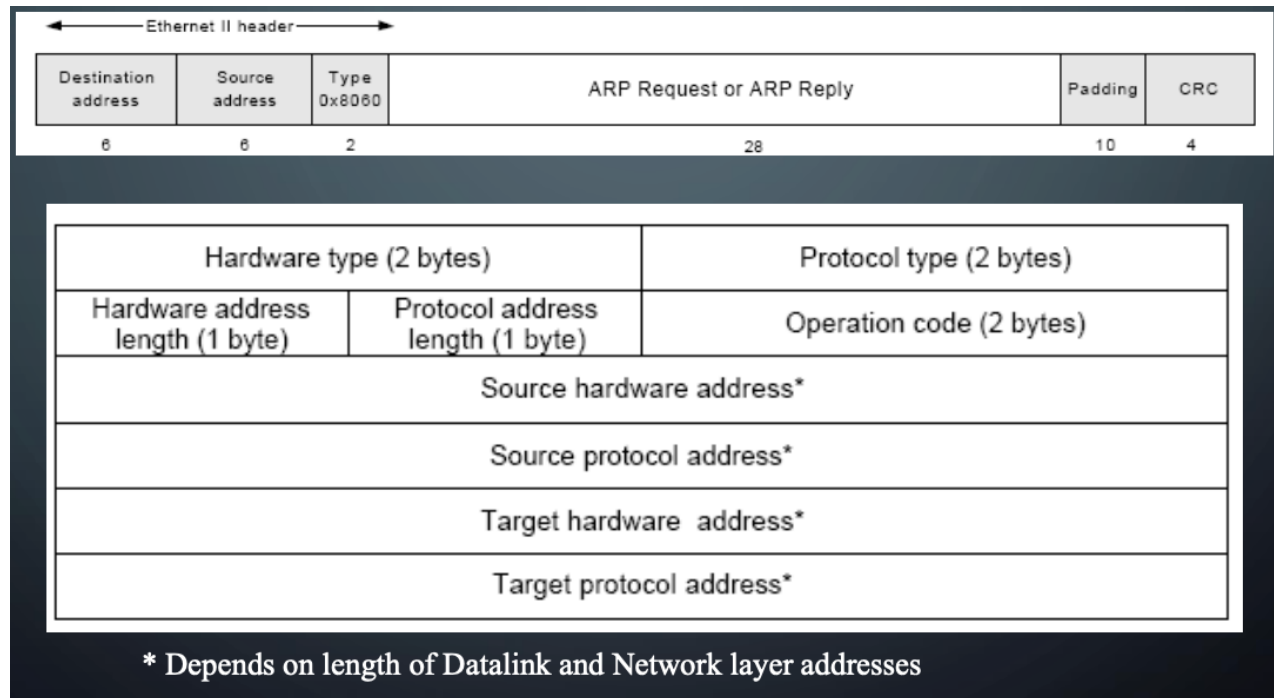 Ethernet II header
Destination address
Source address
Type 0x8060
ARP Request or ARP Reply
Padding
CRC
6
6
2
28
10
4
Hardware type (2 bytes)
Protocol type (2 bytes)
Hardware address length (1 byte)
Protocol address length (1 byte)
Operation code (2 bytes)
Source hardware address*
Source protocol address*
Target hardware address*
Target protocol address*
* Depends on length of Datalink and Network layer addresses